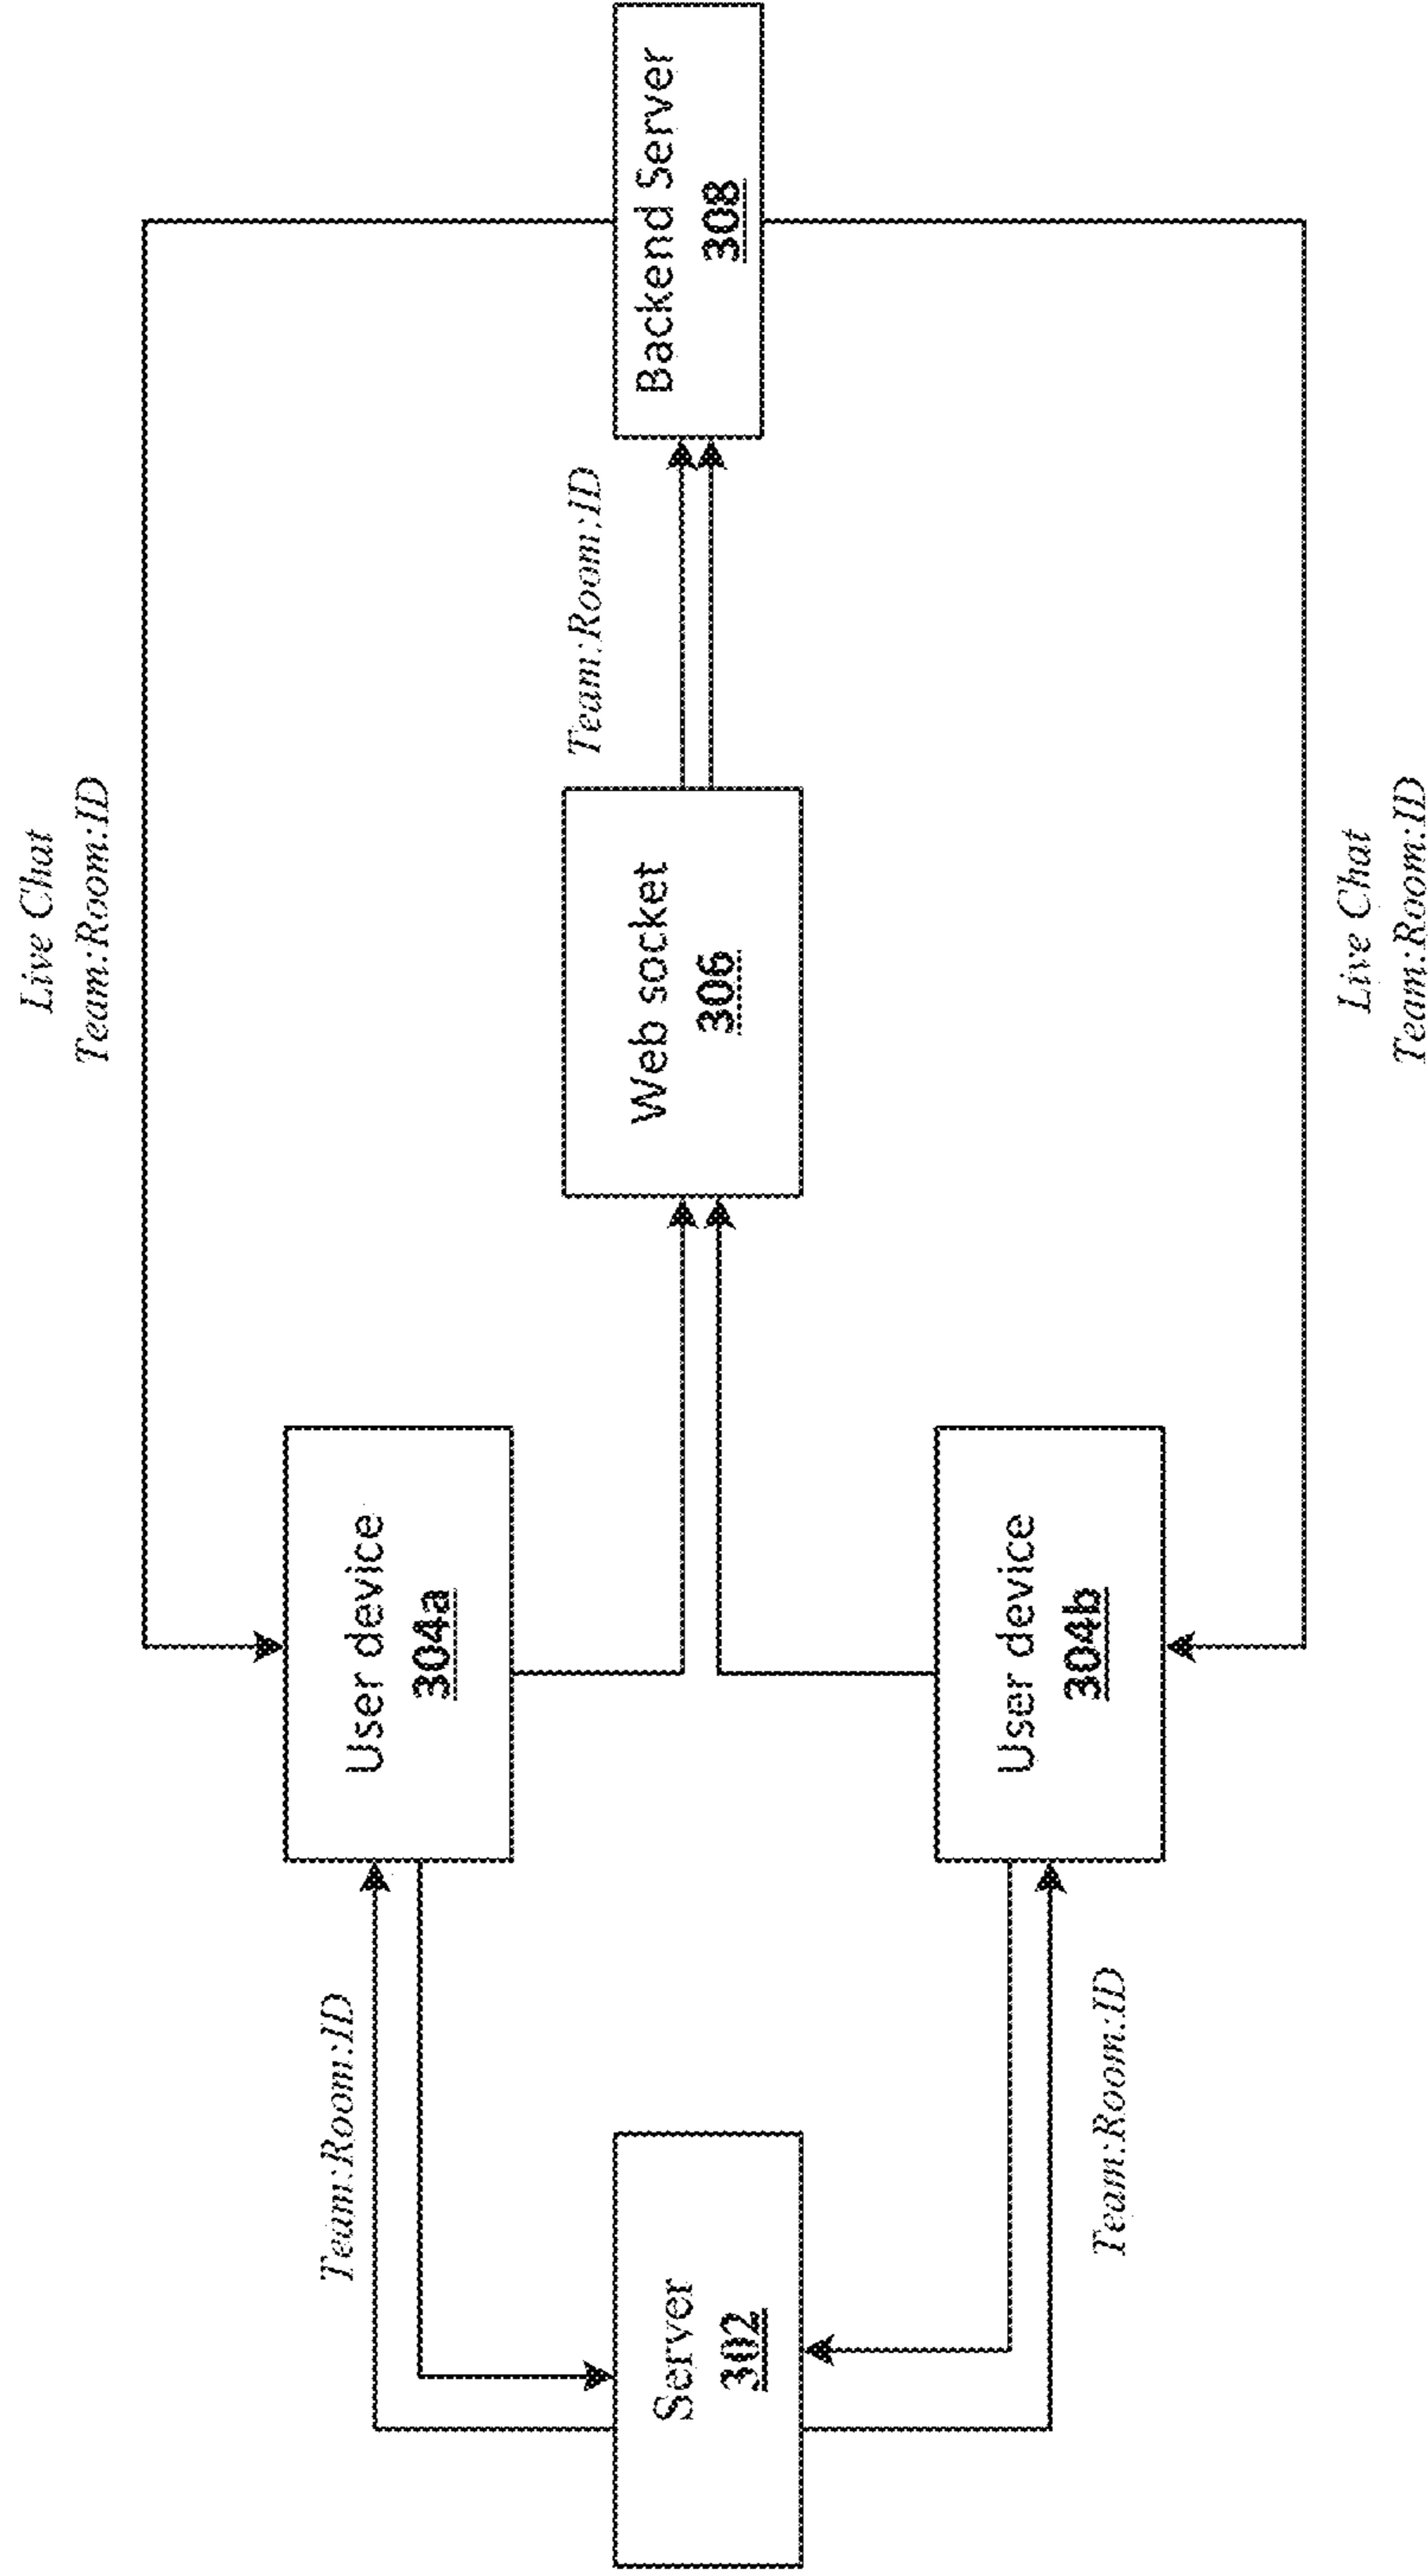 Live Chat
Team:Room:ID
Team:Room:ID
User device
304a
Server
302
Web socket
306
Team:Room:ID
Backend Server
308
User device
304b
Team:Room:ID
Live Chat
Team:Room:ID